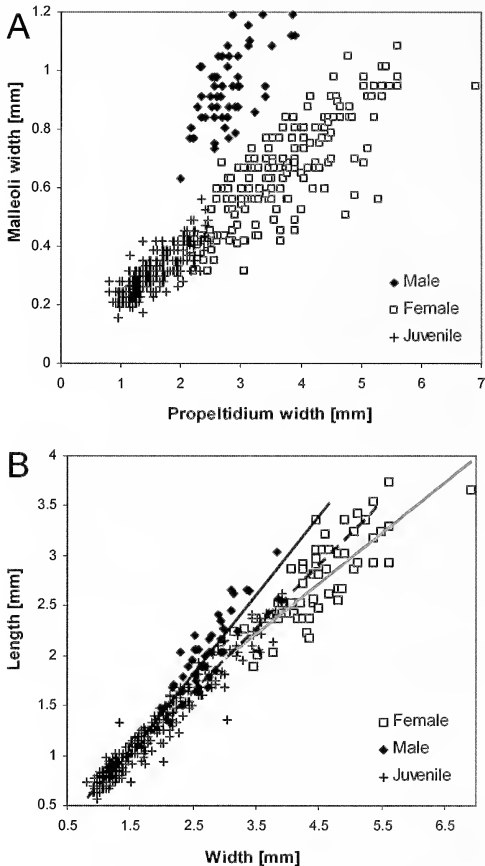 A
1.2
1
0.8
0.6
0.4
0.2
0
Malleoli width [mm]
Male
Female
Juvenile
0 1 2 3 4 5 6 7
Propeltidium width [mm]
B
4
3.5
3
2.5
2
1.5
1
0.5
Length [mm]
Female
Male
Juvenile
0.5 1.5 2.5 3.5 4.5 5.5 6.5
Width [mm]